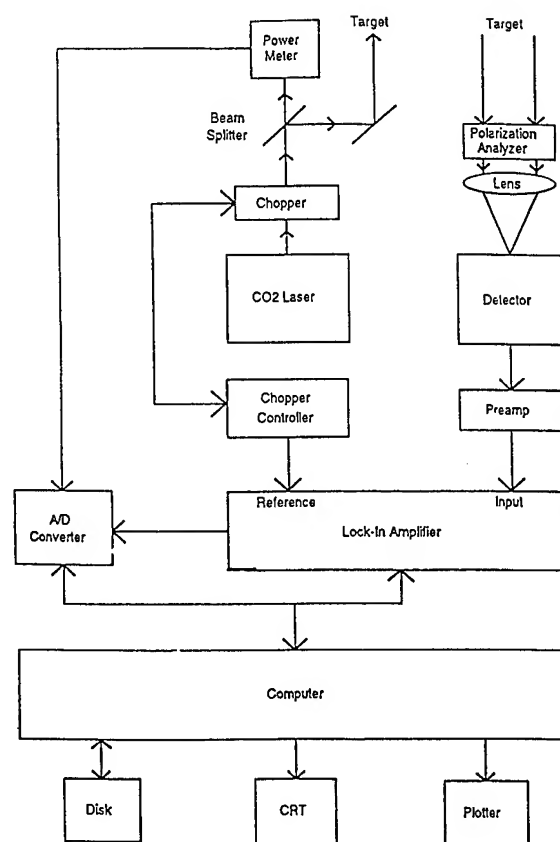 Target
Target
Power
Meter
Beam
Splitter
Polarization
Analyzer
Lens
Chopper
CO2 Laser
Detector
Chopper
Controller
Preamp
Reference
Input
A/D
Converter
Lock-In Amplifier
Computer
Disk
CRT
Plotter